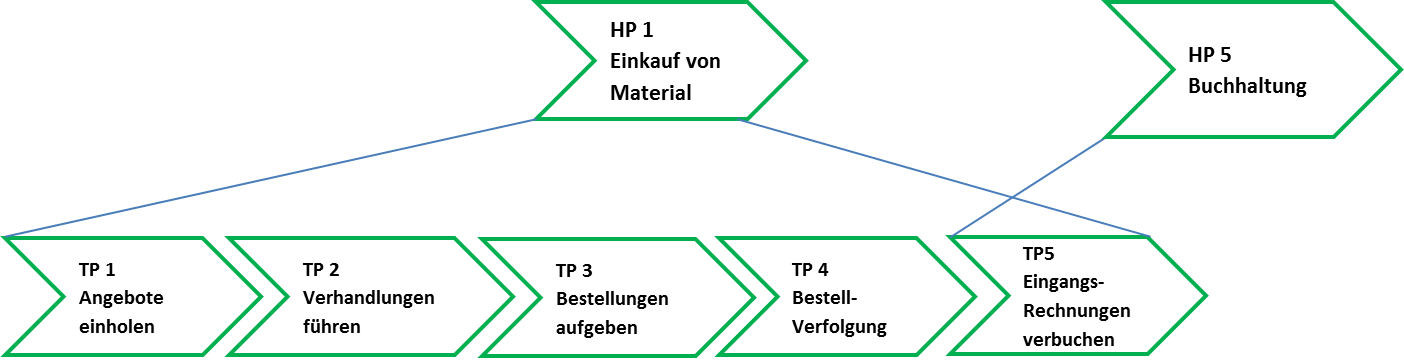 HP 1
Einkauf von
Material
HP 5
Buchhaltung
TP 1
Angebote
einholen
TP 2
Verhandlungen
führen
TP 3
Bestellungen
aufgeben
TP 4
Bestell-
Verfolgung
TP5
Eingangs-
Rechnungen
verbuchen